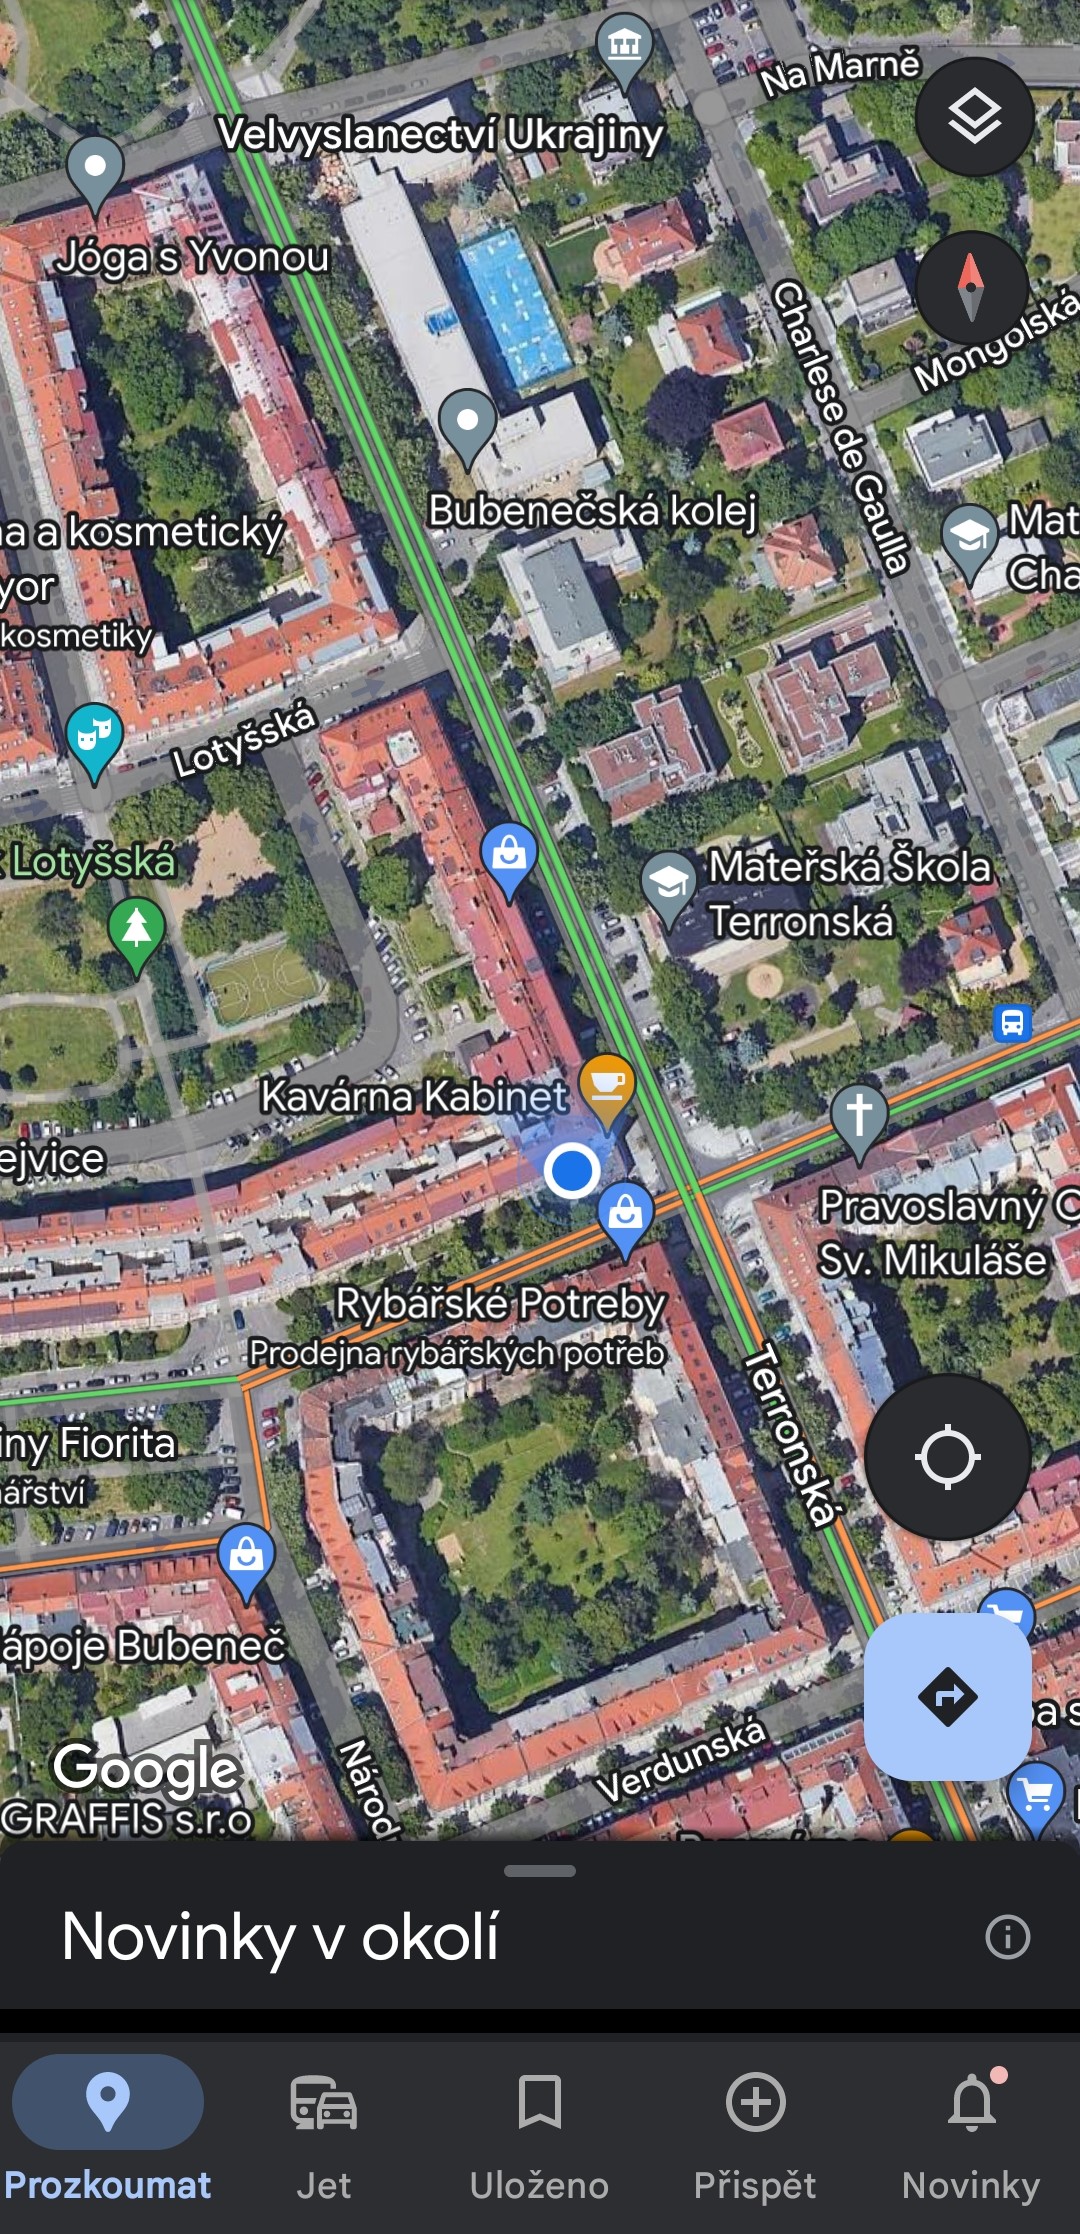 Na Marně
Velvyslanectví Ukrajiny
Jóga s Yvonou
Charlese de Gaulla
Mongolská
Bubenečská kolej
na a kosmetický
yor
kosmetiky
Mat
Cha
Lotyšská
Lotyšská
Mateřská Škola
Terronská
Kavárna Kabinet
ejvice
Pravoslavný C
Sv. Mikuláše
Rybářské Potreby
Prodejna rybářských potřeb
Terronská
iny Fiorita
nářství
ápoje Bubeneč
Verdunská
Národ
Google
GRAFFIS s.r.o
Novinky v okolí
Prozkoumat
Jet
Uloženo
Přispět
Novinky